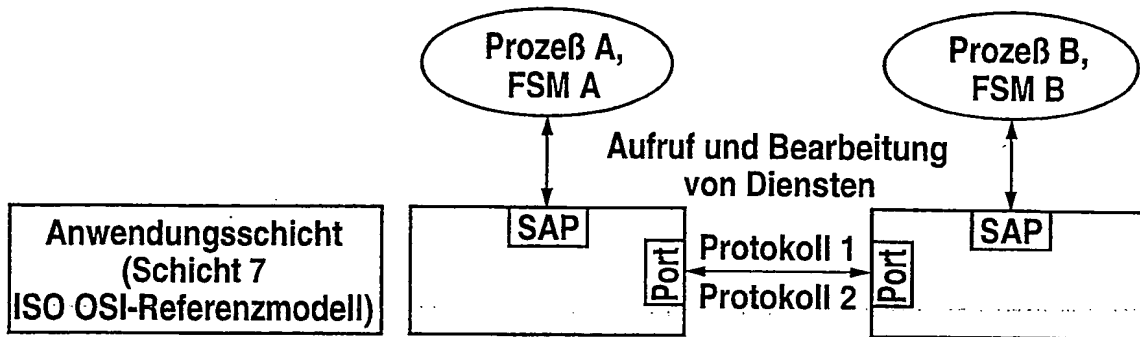 Prozeß A,
FSM A
Prozeß B,
FSM B
Aufruf und Bearbeitung
von Diensten
Anwendungsschicht
(Schicht 7
ISO OSI-Referenzmodell)
SAP
Port
Protokoll 1
Protokoll 2
Port
SAP